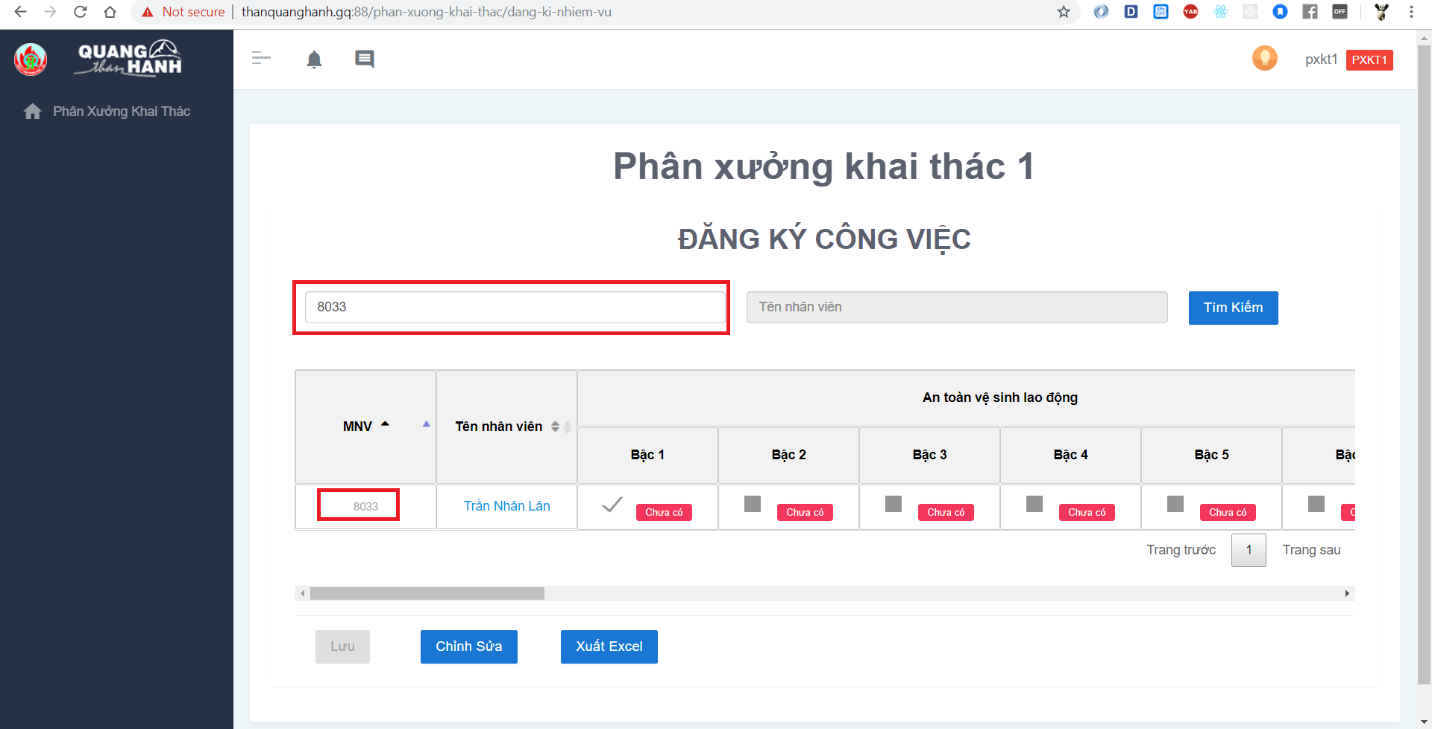 Not secure | thanquanghanh.gq:88/phan-xuong-khai-thac/dang-ki-nhiem-vu
YAB
OFF
QUANG
than HANH
pxkt1 PXKT1
Phân Xưởng Khai Thác
Phân xưởng khai thác 1
ĐĂNG KÝ CÔNG VIỆC
8033
Tên nhân viên
Tìm Kiếm
An toàn vệ sinh lao động
MNV
Tên nhân viên
Bậc 1
Bậc 2
Bậc 3
Bậc 4
Bậc 5
8033
Trần Nhân Lãn
Chưa có
Chưa có
Chưa có
Chưa có
Chưa có
Trang trước 1 Trang sau
Lưu
Chỉnh Sửa
Xuất Excel